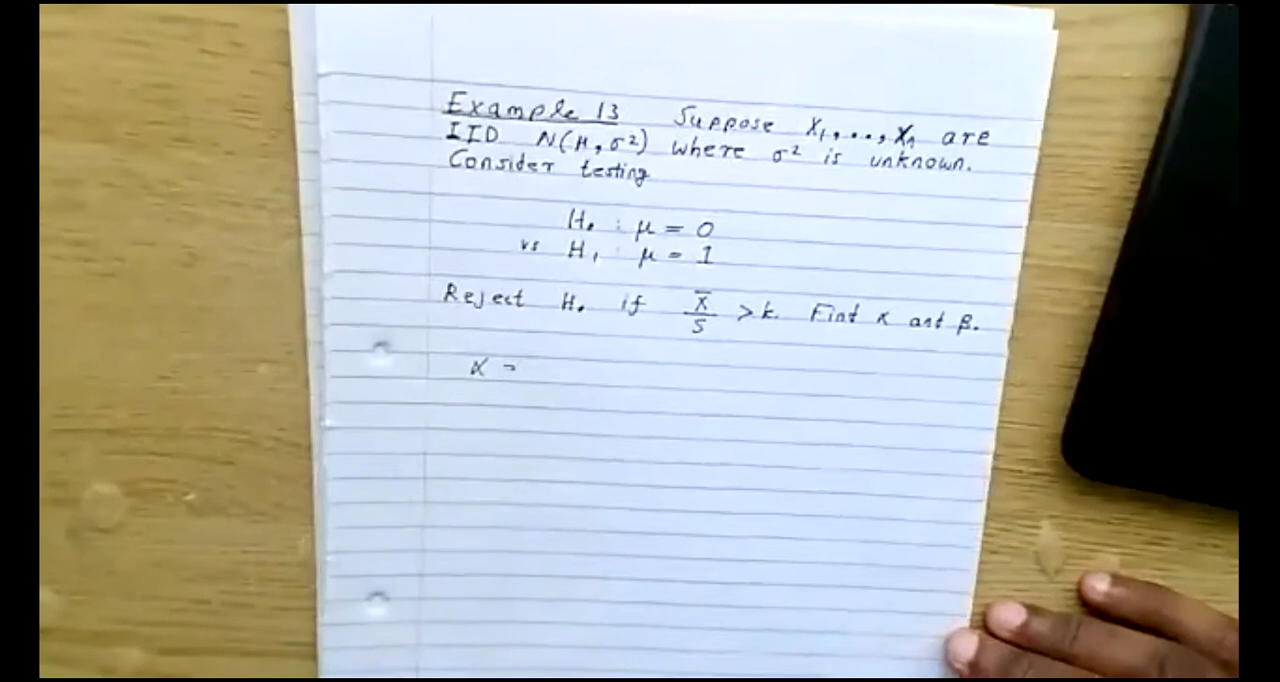 Example 13 Suppose X₁,..., Xₙ are
IID N(μ, σ²) where σ² is unknown.
Consider testing
H₀ : μ = 0
vs H₁ : μ = 1
Reject H₀ if x̄/S > k. Find α and β.
α =